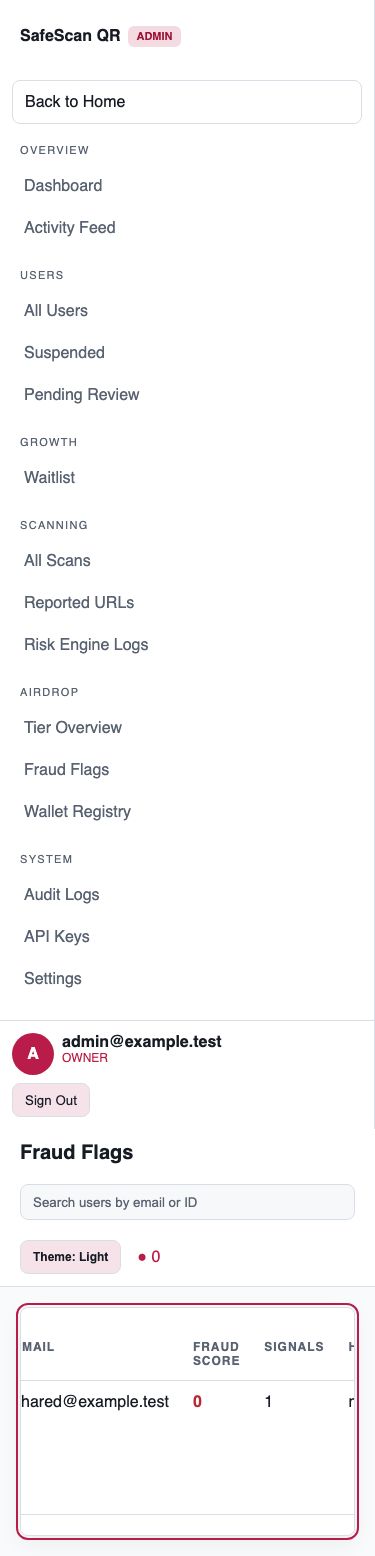 SafeScan QR ADMIN
Back to Home
OVERVIEW
Dashboard
Activity Feed
USERS
All Users
Suspended
Pending Review
GROWTH
Waitlist
SCANNING
All Scans
Reported URLs
Risk Engine Logs
AIRDROP
Tier Overview
Fraud Flags
Wallet Registry
SYSTEM
Audit Logs
API Keys
Settings
A admin@example.test
OWNER
Sign Out
Fraud Flags
Search users by email or ID
Theme: Light • 0
MAIL FRAUD SIGNALS
SCORE
hared@example.test 0 1